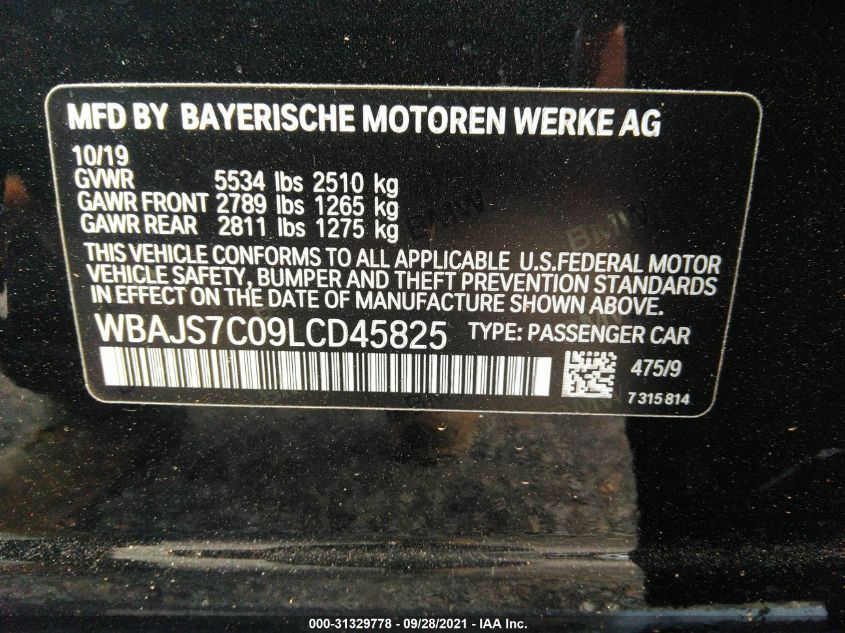 MFD BY BAYERISCHE MOTOREN WERKE AG
10/19
GVWR 5534 lbs 2510 kg
GAWR FRONT 2789 lbs 1265 kg
GAWR REAR 2811 lbs 1275 kg
THIS VEHICLE CONFORMS TO ALL APPLICABLE U.S.FEDERAL MOTOR
VEHICLE SAFETY, BUMPER AND THEFT PREVENTION STANDARDS
IN EFFECT ON THE DATE OF MANUFACTURE SHOWN ABOVE.
WBAJS7C09LCD45825 TYPE: PASSENGER CAR
475/9
7 315 814
BMW
BMW
000-31329778 - 09/28/2021 - IAA Inc.